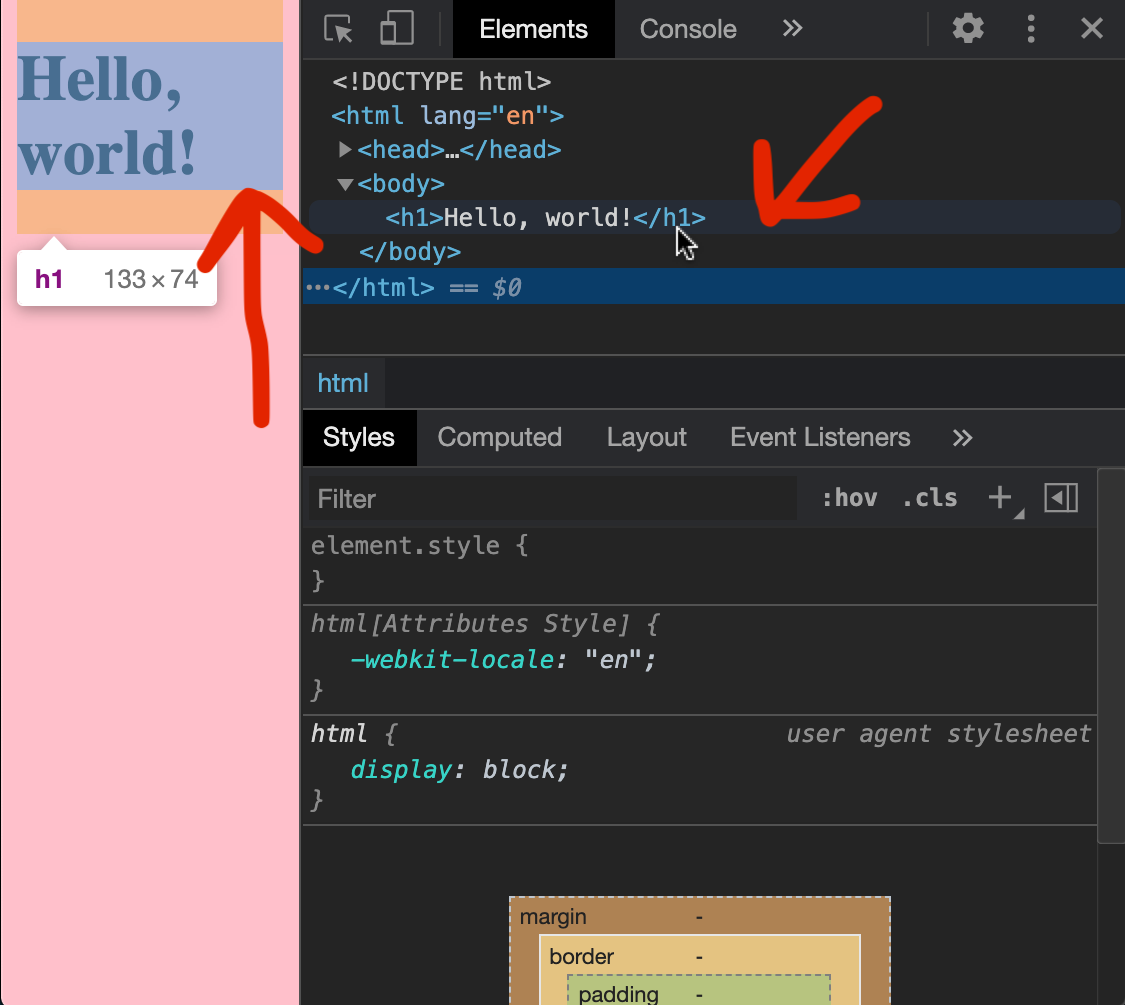 Hello,
world!
h1 133 × 74
Elements Console
<!DOCTYPE html>
<html lang="en">
<head>…</head>
<body>
<h1>Hello, world!</h1>
</body>
…</html> == $0
html
Styles Computed Layout Event Listeners
Filter :hov .cls
element.style {
}
html[Attributes Style] {
-webkit-locale: "en";
}
html { user agent stylesheet
display: block;
}
margin -
border -
padding -